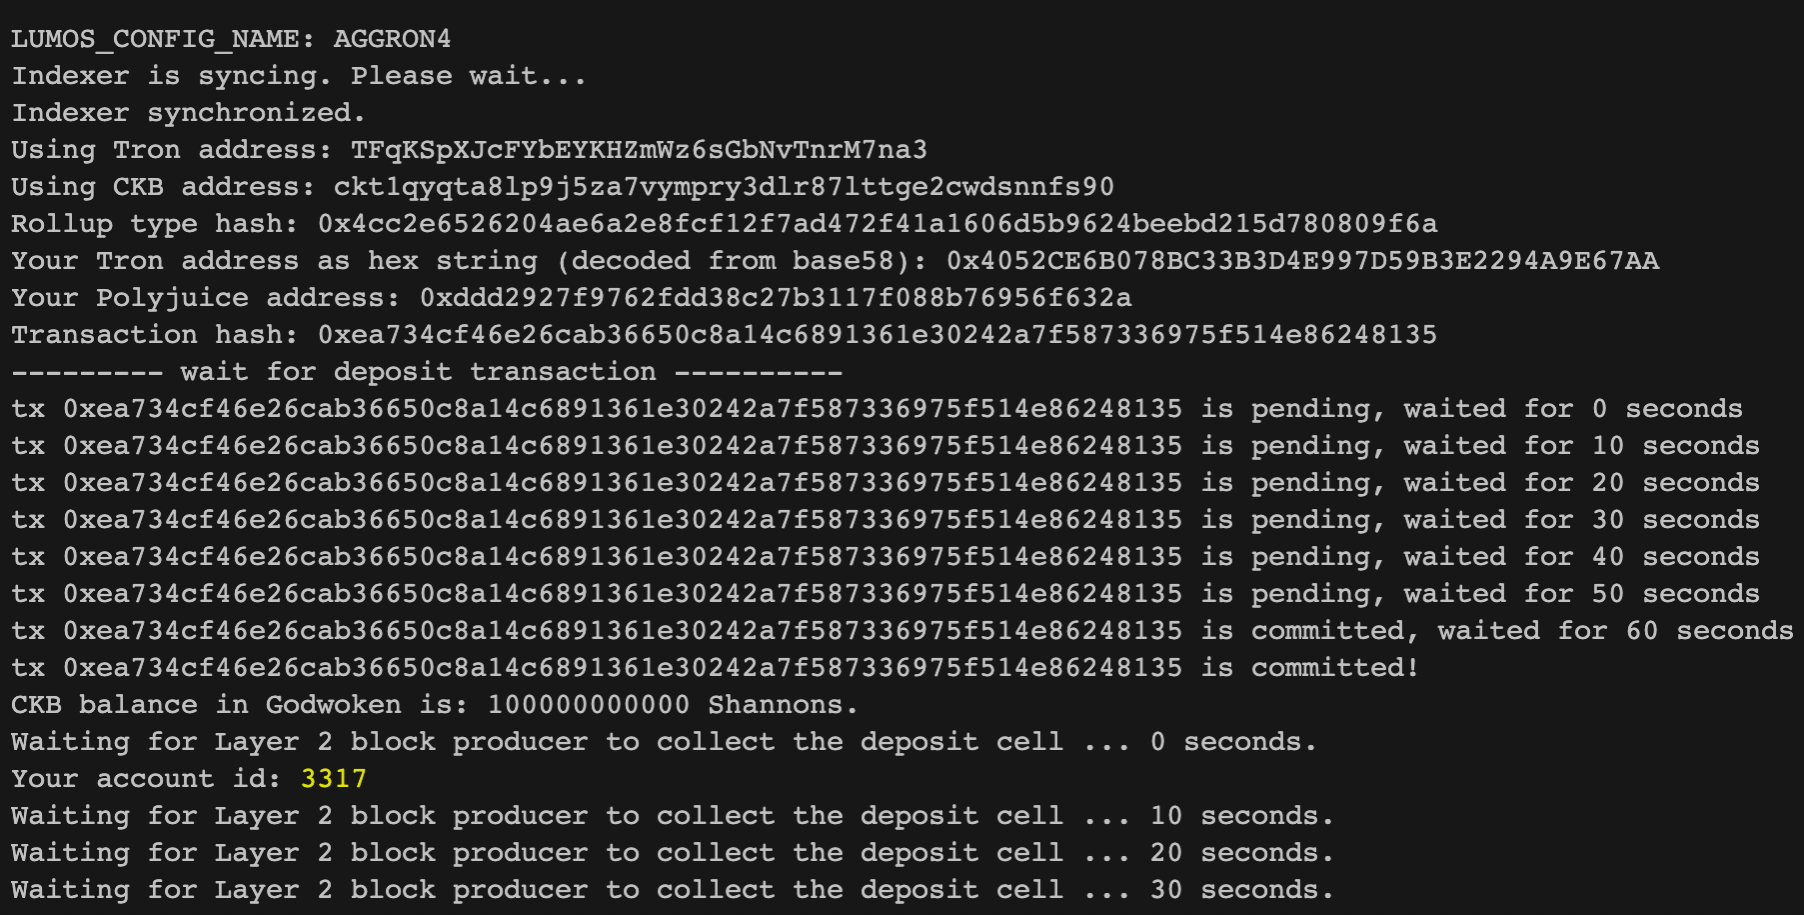 LUMOS_CONFIG_NAME: AGGRON4
Indexer is syncing. Please wait...
Indexer synchronized.
Using Tron address: TFqKSpXJcFYbEYKHZmWz6sGbNvTnrM7na3
Using CKB address: ckt1qyqta8lp9j5za7vympry3dlr87lttge2cwdsnnfs90
Rollup type hash: 0x4cc2e6526204ae6a2e8fcf12f7ad472f41a1606d5b9624beebd215d780809f6a
Your Tron address as hex string (decoded from base58): 0x4052CE6B078BC33B3D4E997D59B3E2294A9E67AA
Your Polyjuice address: 0xddd2927f9762fdd38c27b3117f088b76956f632a
Transaction hash: 0xea734cf46e26cab36650c8a14c6891361e30242a7f587336975f514e86248135
--------- wait for deposit transaction ----------
tx 0xea734cf46e26cab36650c8a14c6891361e30242a7f587336975f514e86248135 is pending, waited for 0 seconds
tx 0xea734cf46e26cab36650c8a14c6891361e30242a7f587336975f514e86248135 is pending, waited for 10 seconds
tx 0xea734cf46e26cab36650c8a14c6891361e30242a7f587336975f514e86248135 is pending, waited for 20 seconds
tx 0xea734cf46e26cab36650c8a14c6891361e30242a7f587336975f514e86248135 is pending, waited for 30 seconds
tx 0xea734cf46e26cab36650c8a14c6891361e30242a7f587336975f514e86248135 is pending, waited for 40 seconds
tx 0xea734cf46e26cab36650c8a14c6891361e30242a7f587336975f514e86248135 is pending, waited for 50 seconds
tx 0xea734cf46e26cab36650c8a14c6891361e30242a7f587336975f514e86248135 is committed, waited for 60 seconds
tx 0xea734cf46e26cab36650c8a14c6891361e30242a7f587336975f514e86248135 is committed!
CKB balance in Godwoken is: 100000000000 Shannons.
Waiting for Layer 2 block producer to collect the deposit cell ... 0 seconds.
Your account id: 3317
Waiting for Layer 2 block producer to collect the deposit cell ... 10 seconds.
Waiting for Layer 2 block producer to collect the deposit cell ... 20 seconds.
Waiting for Layer 2 block producer to collect the deposit cell ... 30 seconds.